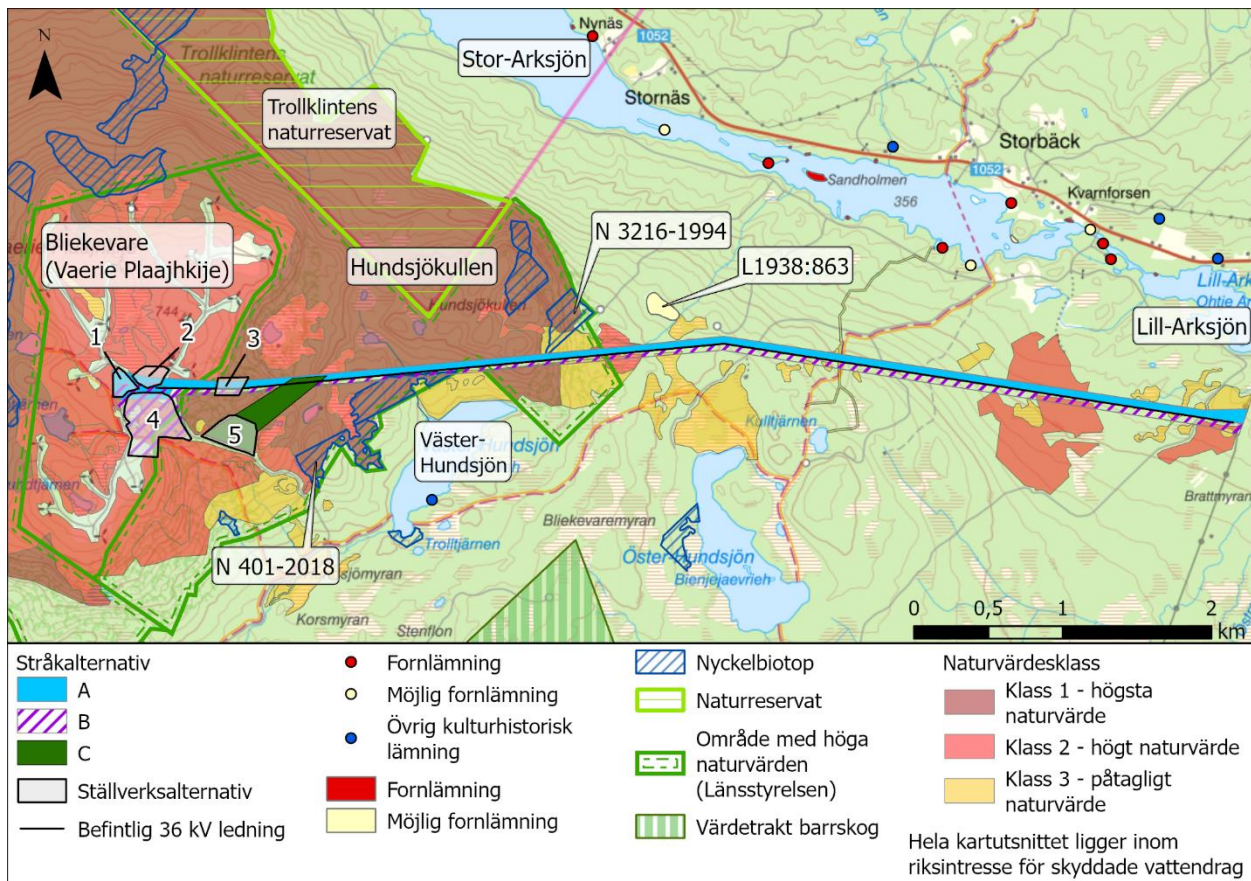 N
Nynäs
1052
Stor-Arksjön
Trollklintens
naturreservat
Trollklintens
naturreservat
Stornäs
Storbäck
1052
Sandholmen
Kvarnforsen
356
N 3216-1994
Bliekevare
(Vaerie Plaajhkije)
Hundsjökullen
L1938:863
Lill-Ark
Ohtje Ar
Hundsjökullen
744
Lill-Arksjön
1
2
3
4
5
Väster-
Hundsjön
Kulltjärnen
Brattmyran
Bliekevaremyran
Trolltjärnen
N 401-2018
Öster-Hundsjön
Bienjejaevrieh
sjömyran
Korsmyran
Stenflon
0 0,5 1 2
km
Stråkalternativ
A
B
C
Ställverksalternativ
Befintlig 36 kV ledning
Fornlämning
Möjlig fornlämning
Övrig kulturhistorisk
lämning
Fornlämning
Möjlig fornlämning
Nyckelbiotop
Naturreservat
Område med höga
naturvärden
(Länsstyrelsen)
Värdetrakt barrskog
Naturvärdesklass
Klass 1 - högsta
naturvärde
Klass 2 - högt naturvärde
Klass 3 - påtagligt
naturvärde
Hela kartutsnittet ligger inom
riksintresse för skyddade vattendrag